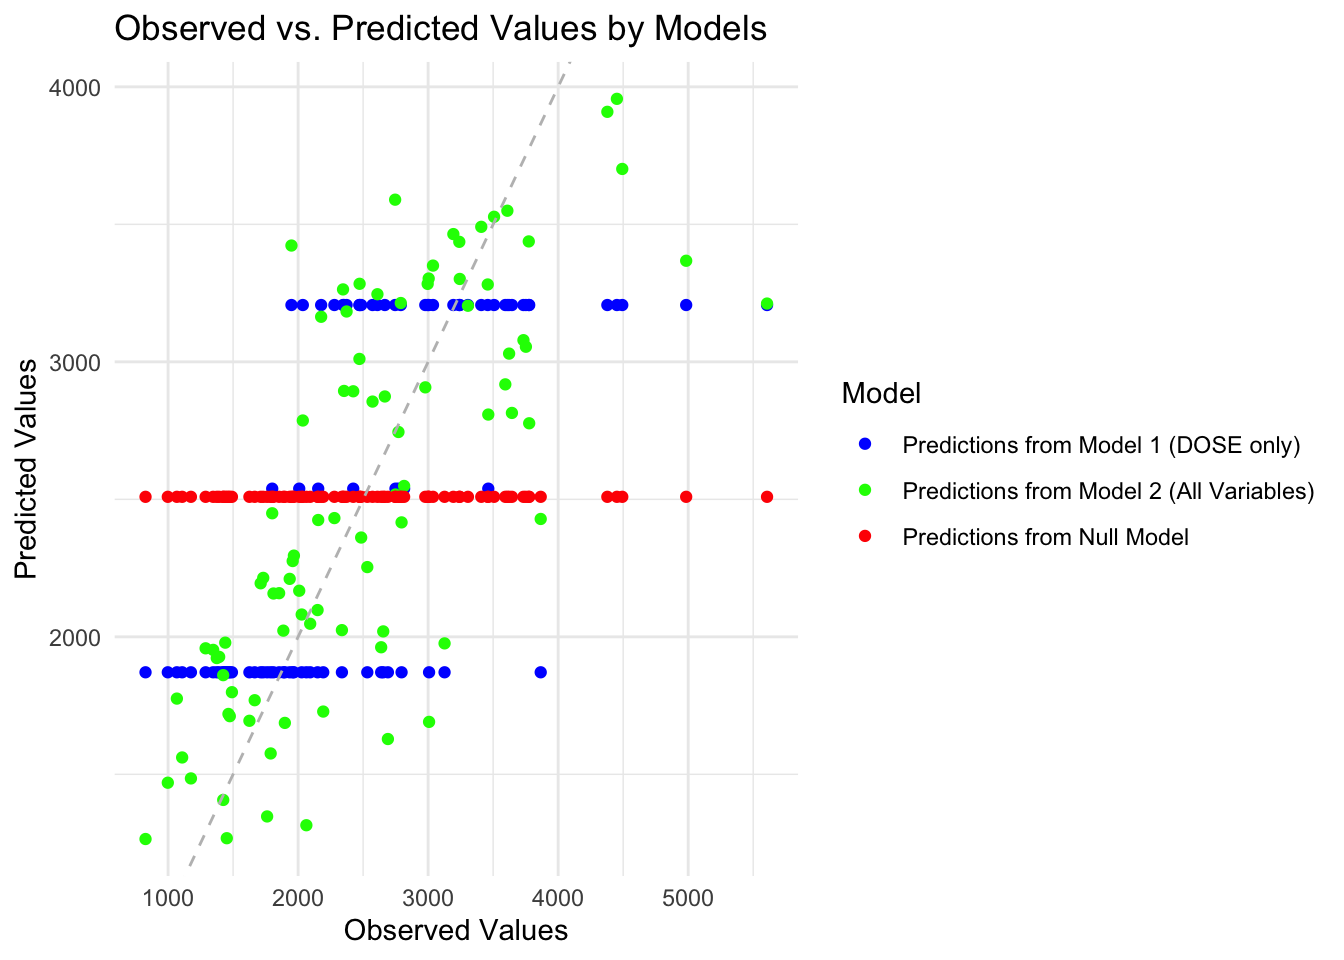 Observed vs. Predicted Values by Models
4000
3000
2000
Predicted Values
1000 2000 3000 4000 5000
Observed Values
Model
Predictions from Model 1 (DOSE only)
Predictions from Model 2 (All Variables)
Predictions from Null Model